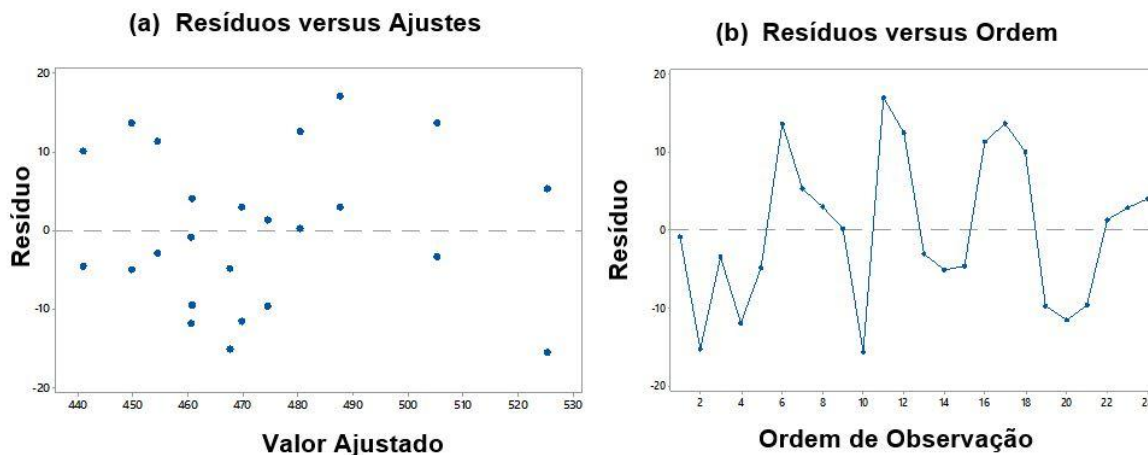 (a) Resíduos versus Ajustes
20
10
0
-10
-20
Resíduo
440 450 460 470 480 490 500 510 520 530
Valor Ajustado
(b) Resíduos versus Ordem
20
10
0
-10
-20
Resíduo
2 4 6 8 10 12 14 16 18 20 22
Ordem de Observação